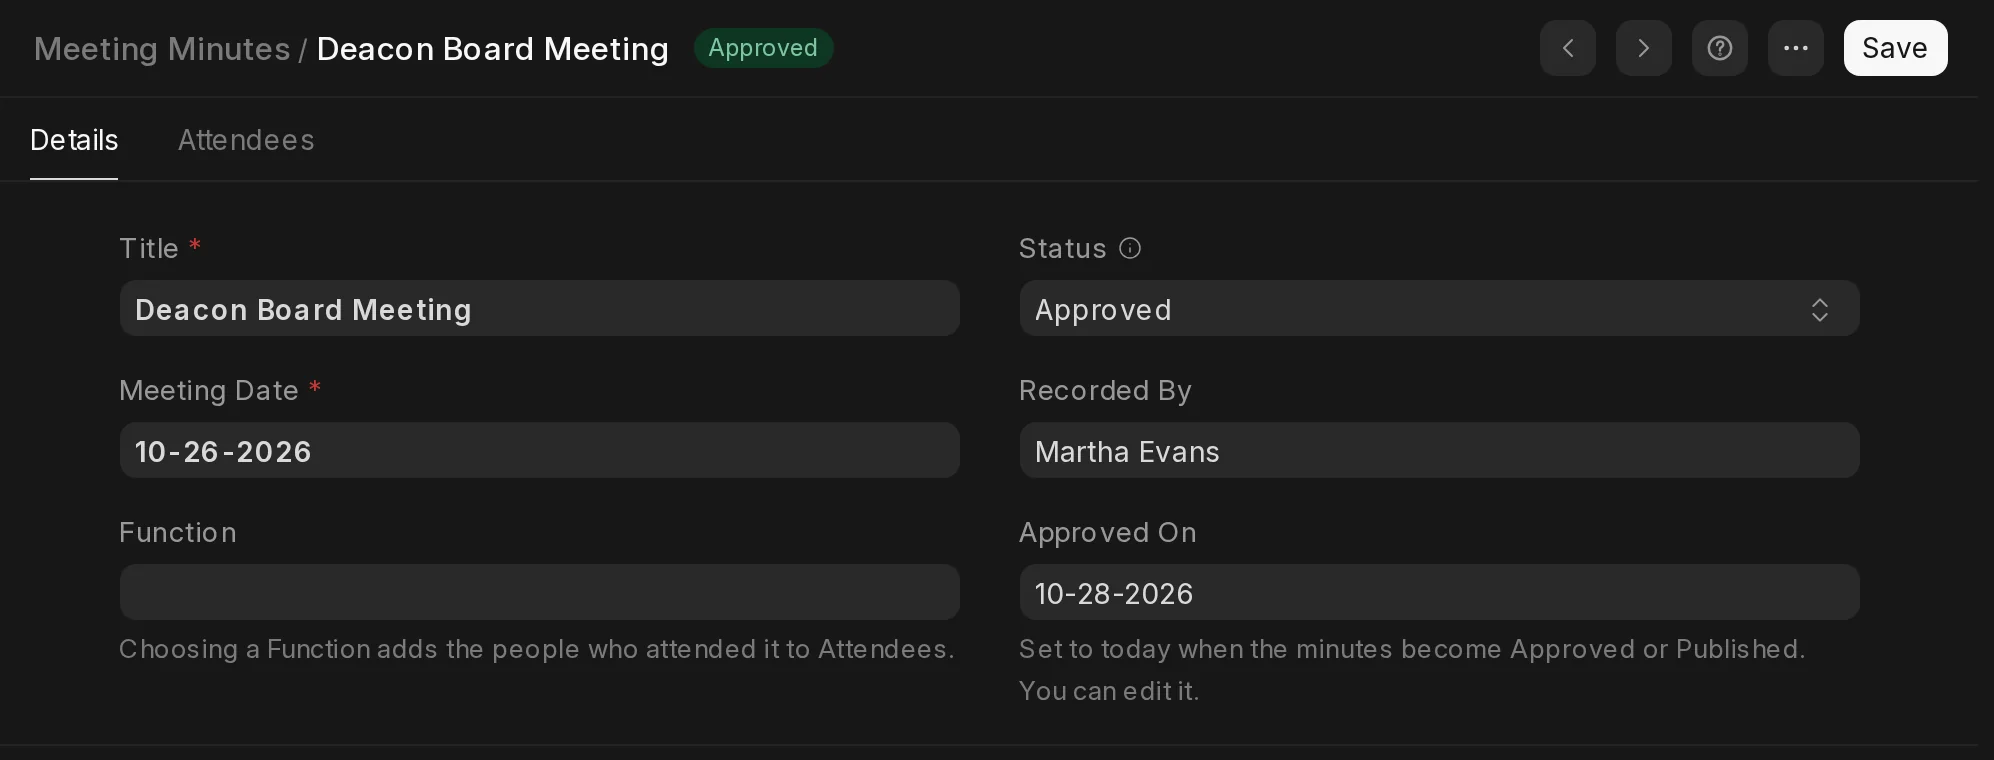 Meeting Minutes / Deacon Board Meeting Approved Save
Details Attendees
Title *
Deacon Board Meeting
Status
Approved
Meeting Date *
10-26-2026
Recorded By
Martha Evans
Function
Choosing a Function adds the people who attended it to Attendees.
Approved On
10-28-2026
Set to today when the minutes become Approved or Published.
You can edit it.